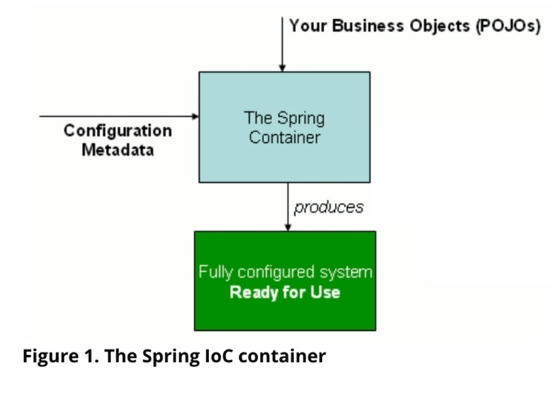 Your Business Objects (POJOs)
The Spring
Container
Configuration
Metadata
produces
Fully configured system
Ready for Use
Figure 1. The Spring IoC container